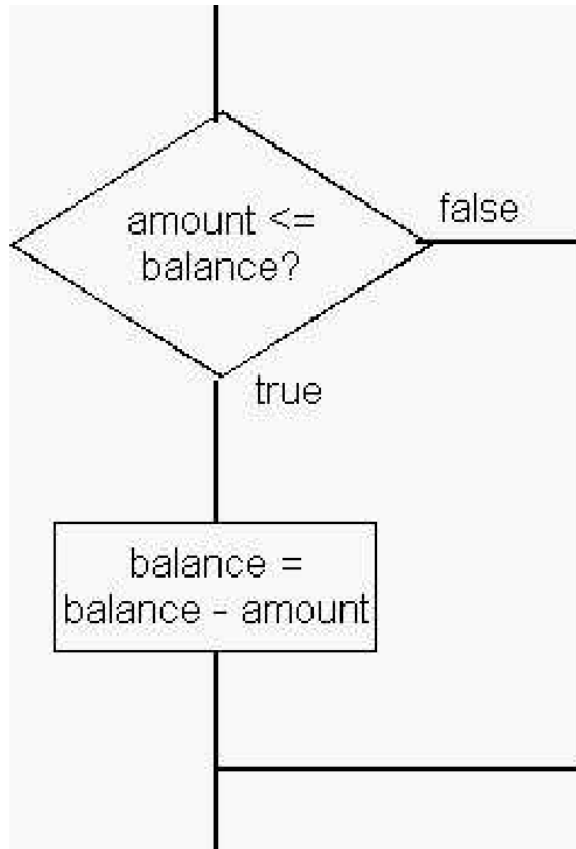 amount <=
balance?
false
true
balance =
balance - amount